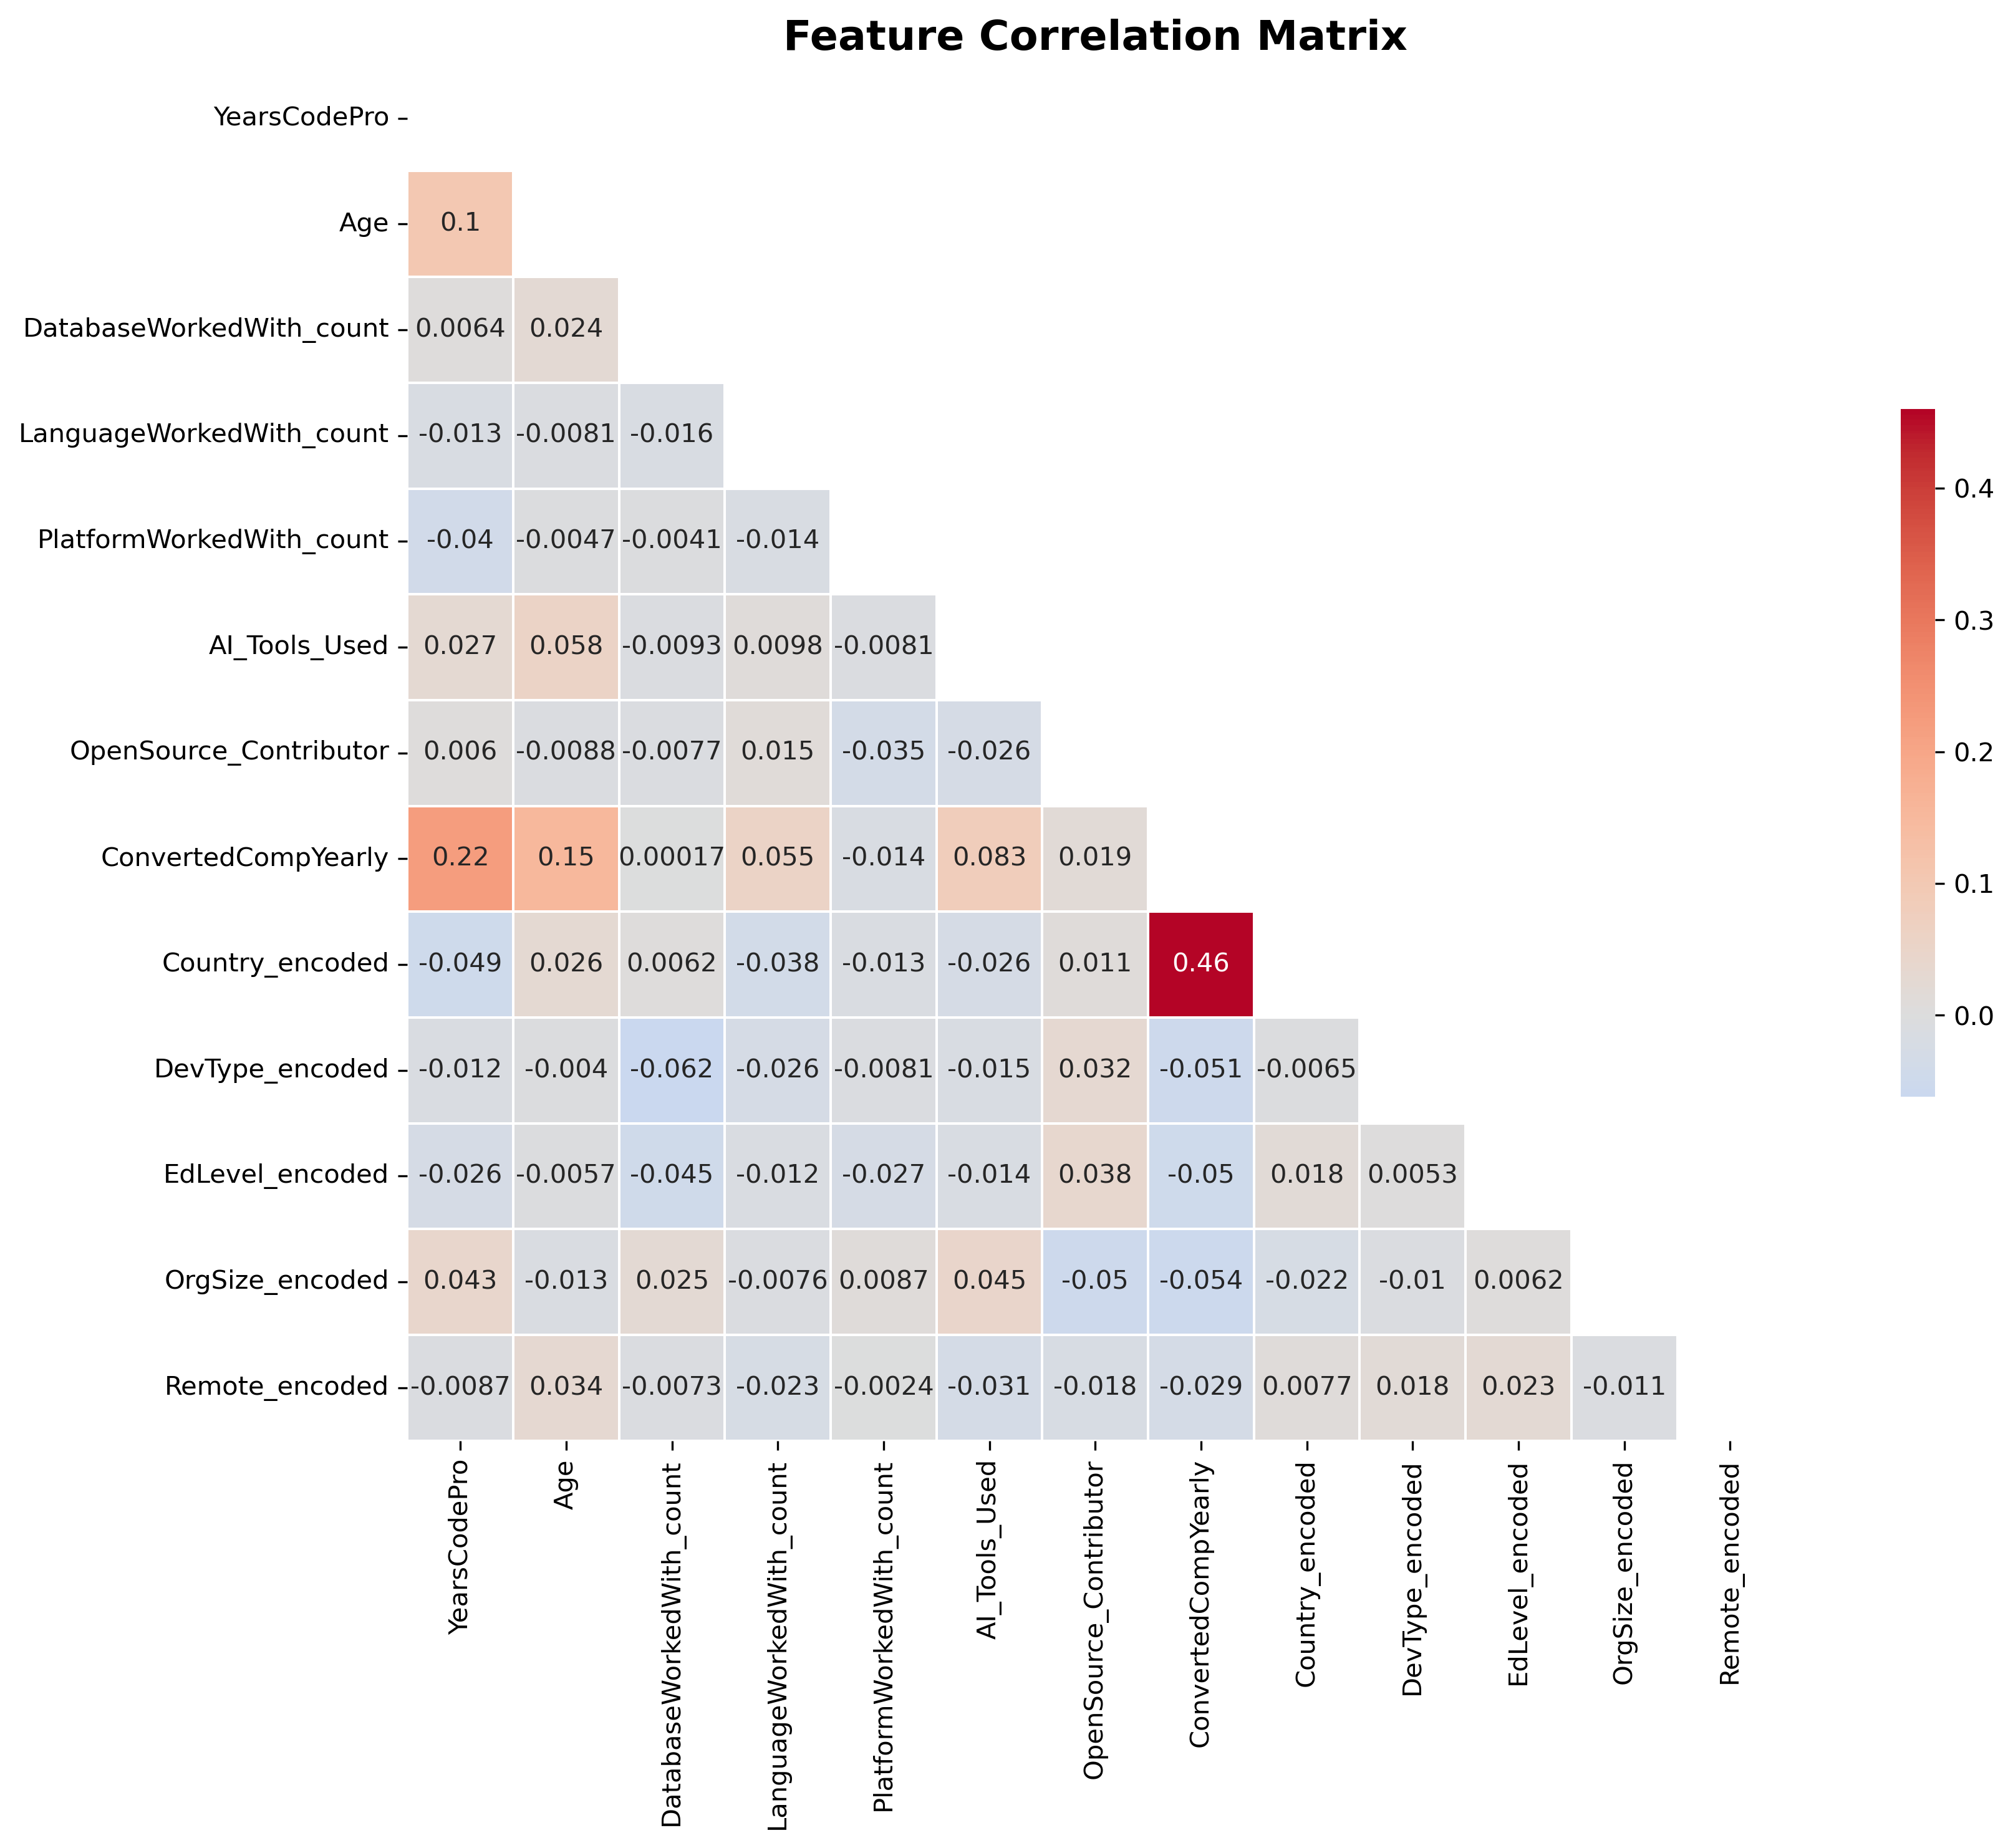 Feature Correlation Matrix
YearsCodePro
Age 0.1
DatabaseWorkedWith_count 0.0064 0.024
LanguageWorkedWith_count -0.013 -0.0081 -0.016
PlatformWorkedWith_count -0.04 -0.0047 -0.0041 -0.014
AI_Tools_Used 0.027 0.058 -0.0093 0.0098 -0.0081
OpenSource_Contributor 0.006 -0.0088 -0.0077 0.015 -0.035 -0.026
ConvertedCompYearly 0.22 0.15 0.00017 0.055 -0.014 0.083 0.019
Country_encoded -0.049 0.026 0.0062 -0.038 -0.013 -0.026 0.011 0.46
DevType_encoded -0.012 -0.004 -0.062 -0.026 -0.0081 -0.015 0.032 -0.051 -0.0065
EdLevel_encoded -0.026 -0.0057 -0.045 -0.012 -0.027 -0.014 0.038 -0.05 0.018 0.0053
OrgSize_encoded 0.043 -0.013 0.025 -0.0076 0.0087 0.045 -0.05 -0.054 -0.022 -0.01 0.0062
Remote_encoded -0.0087 0.034 -0.0073 -0.023 -0.0024 -0.031 -0.018 -0.029 0.0077 0.018 0.023 -0.011
YearsCodePro
Age
DatabaseWorkedWith_count
LanguageWorkedWith_count
PlatformWorkedWith_count
AI_Tools_Used
OpenSource_Contributor
ConvertedCompYearly
Country_encoded
DevType_encoded
EdLevel_encoded
OrgSize_encoded
Remote_encoded
0.4
0.3
0.2
0.1
0.0